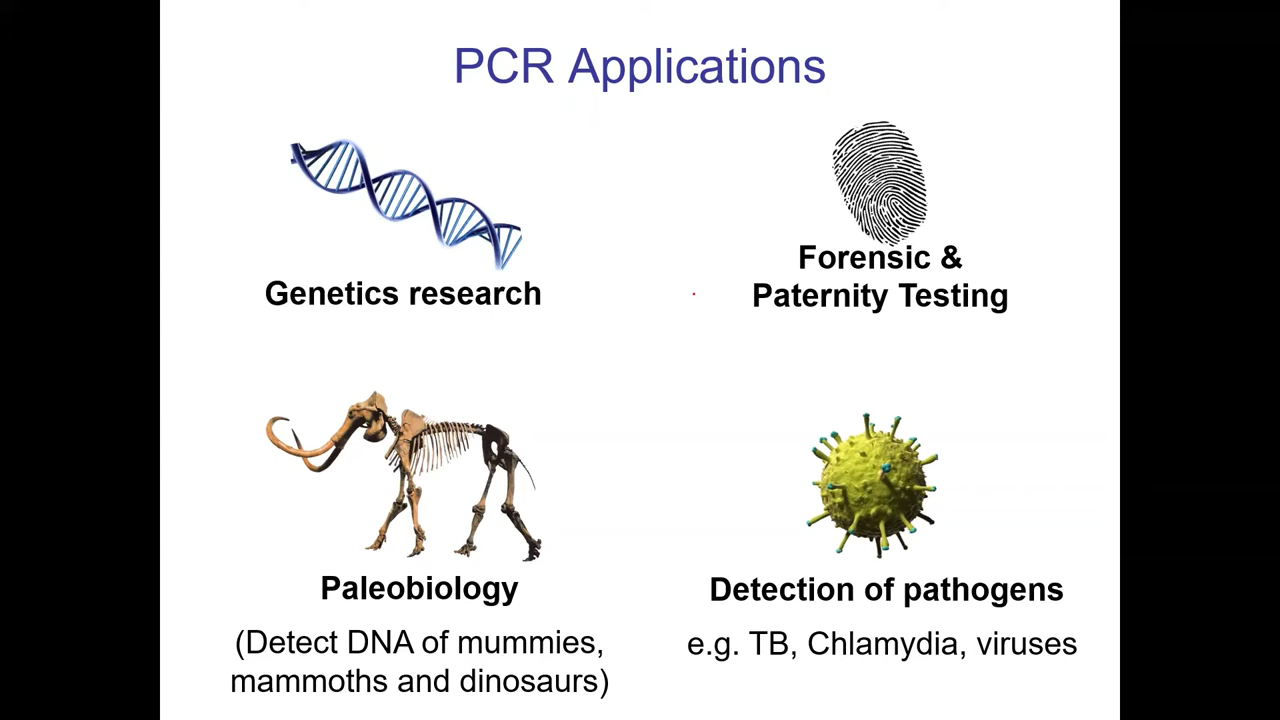 PCR Applications
Genetics research
Forensic &
Paternity Testing
Paleobiology
(Detect DNA of mummies,
mammoths and dinosaurs)
Detection of pathogens
e.g. TB, Chlamydia, viruses